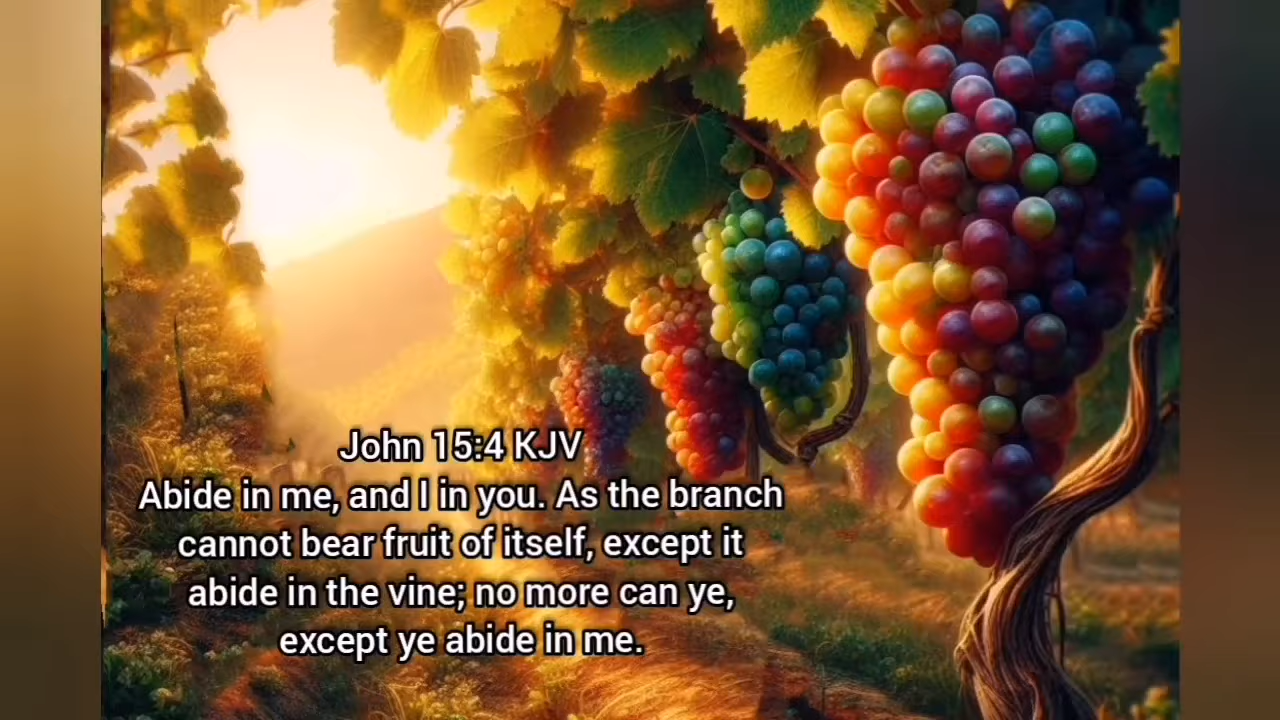 John 15:4 KJV
Abide in me, and I in you. As the branch
cannot bear fruit of itself, except it
abide in the vine; no more can ye,
except ye abide in me.